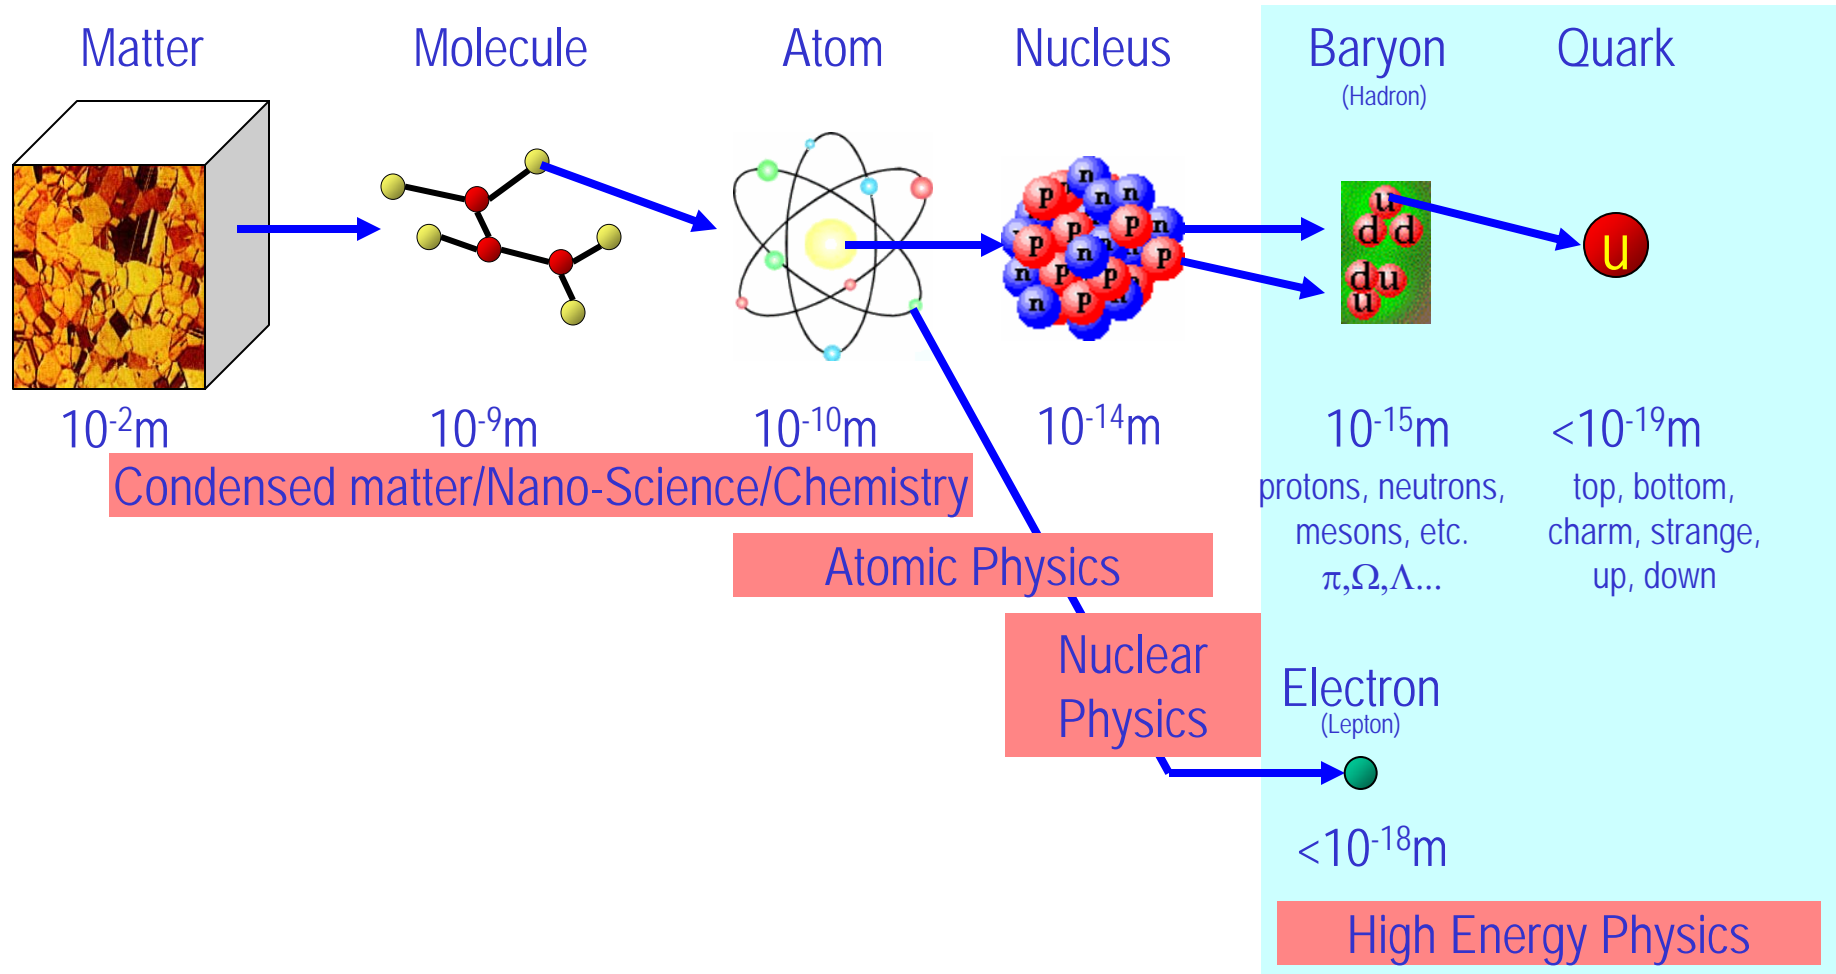 Matter
Molecule
Atom
Nucleus
Baryon
(Hadron)
Quark
p
n
n
n
p
p
n
p
n
p
n
p
p
n
p
n
u
d d
d u
u
u
10⁻²m
10⁻⁹m
10⁻¹⁰m
10⁻¹⁴m
10⁻¹⁵m
<10⁻¹⁹m
Condensed matter/Nano-Science/Chemistry
protons, neutrons,
mesons, etc.
π,Ω,Λ...
top, bottom,
charm, strange,
up, down
Atomic Physics
Nuclear
Physics
Electron
(Lepton)
<10⁻¹⁸m
High Energy Physics